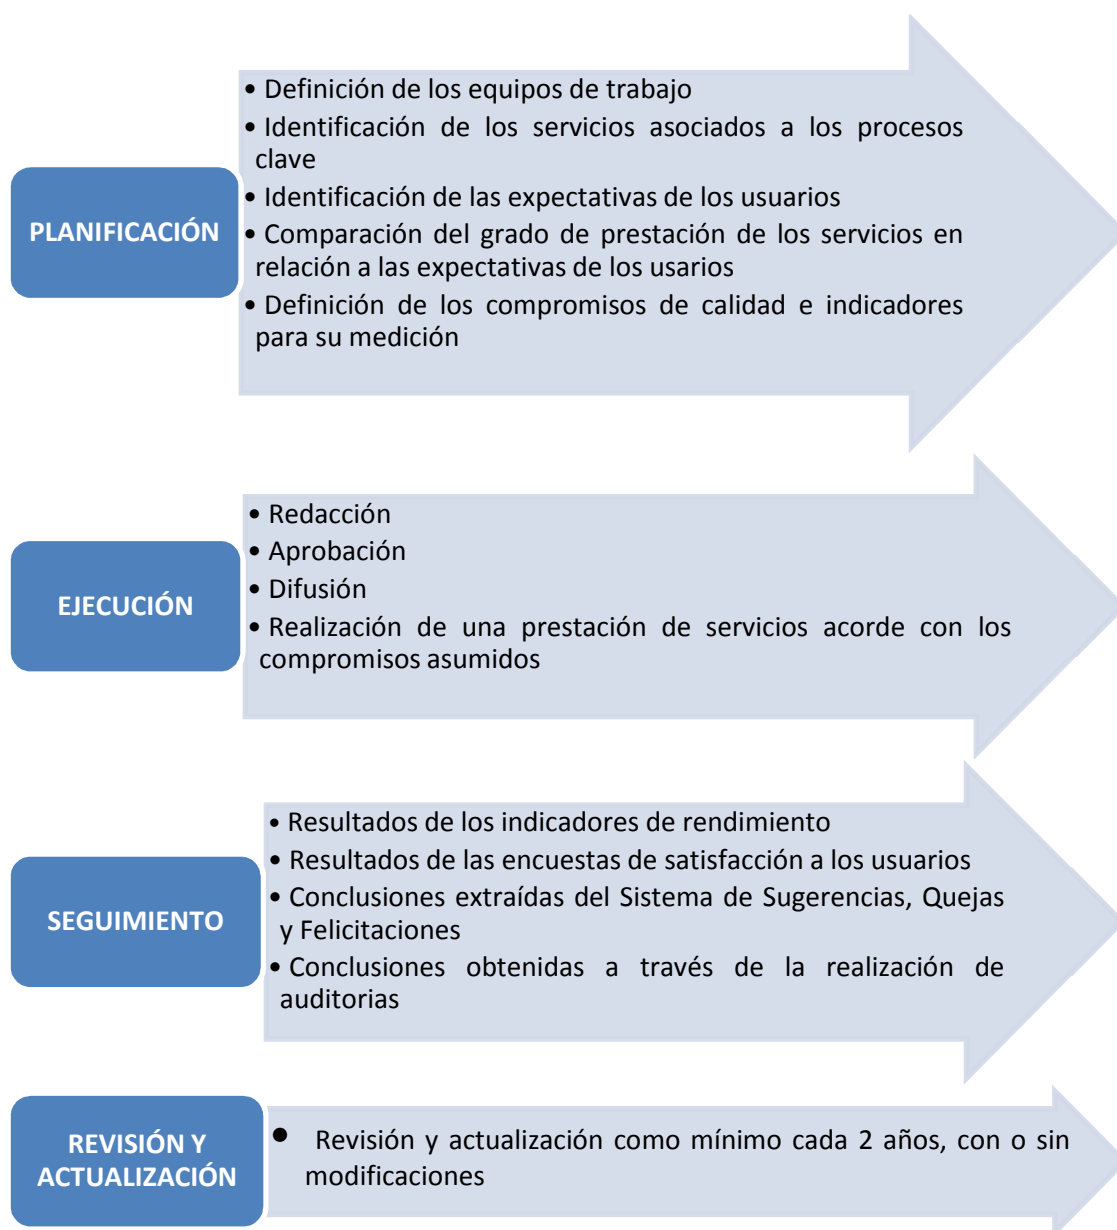 PLANIFICACIÓN
• Definición de los equipos de trabajo
• Identificación de los servicios asociados a los procesos
clave
• Identificación de las expectativas de los usuarios
• Comparación del grado de prestación de los servicios en
relación a las expectativas de los usarios
• Definición de los compromisos de calidad e indicadores
para su medición
EJECUCIÓN
• Redacción
• Aprobación
• Difusión
• Realización de una prestación de servicios acorde con los
compromisos asumidos
SEGUIMIENTO
• Resultados de los indicadores de rendimiento
• Resultados de las encuestas de satisfacción a los usuarios
• Conclusiones extraídas del Sistema de Sugerencias, Quejas
y Felicitaciones
• Conclusiones obtenidas a través de la realización de
auditorias
REVISIÓN Y
ACTUALIZACIÓN
• Revisión y actualización como mínimo cada 2 años, con o sin
modificaciones